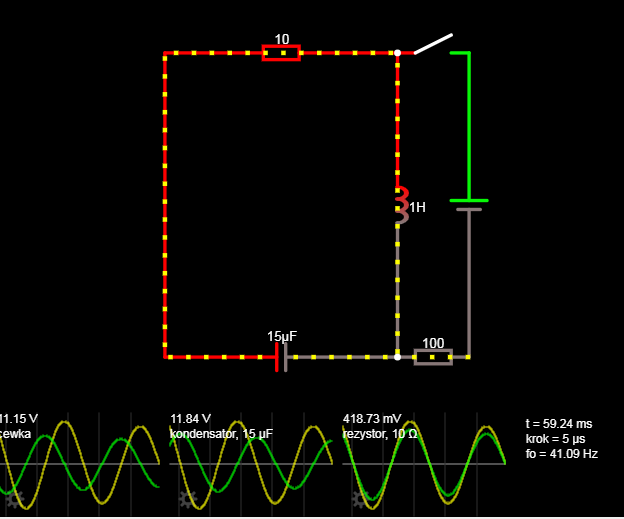 10
1H
15µF
100
11.15 V
cewka
11.84 V
kondensator, 15 µF
418.73 mV
rezystor, 10 Ω
t = 59.24 ms
krok = 5 µs
fo = 41.09 Hz